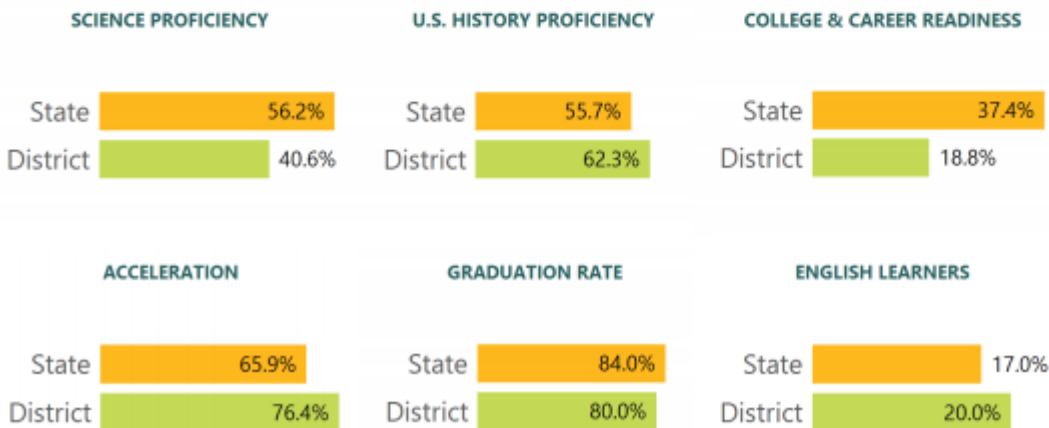 SCIENCE PROFICIENCY
State 56.2%
District 40.6%
U.S. HISTORY PROFICIENCY
State 55.7%
District 62.3%
COLLEGE & CAREER READINESS
State 37.4%
District 18.8%
ACCELERATION
State 65.9%
District 76.4%
GRADUATION RATE
State 84.0%
District 80.0%
ENGLISH LEARNERS
State 17.0%
District 20.0%